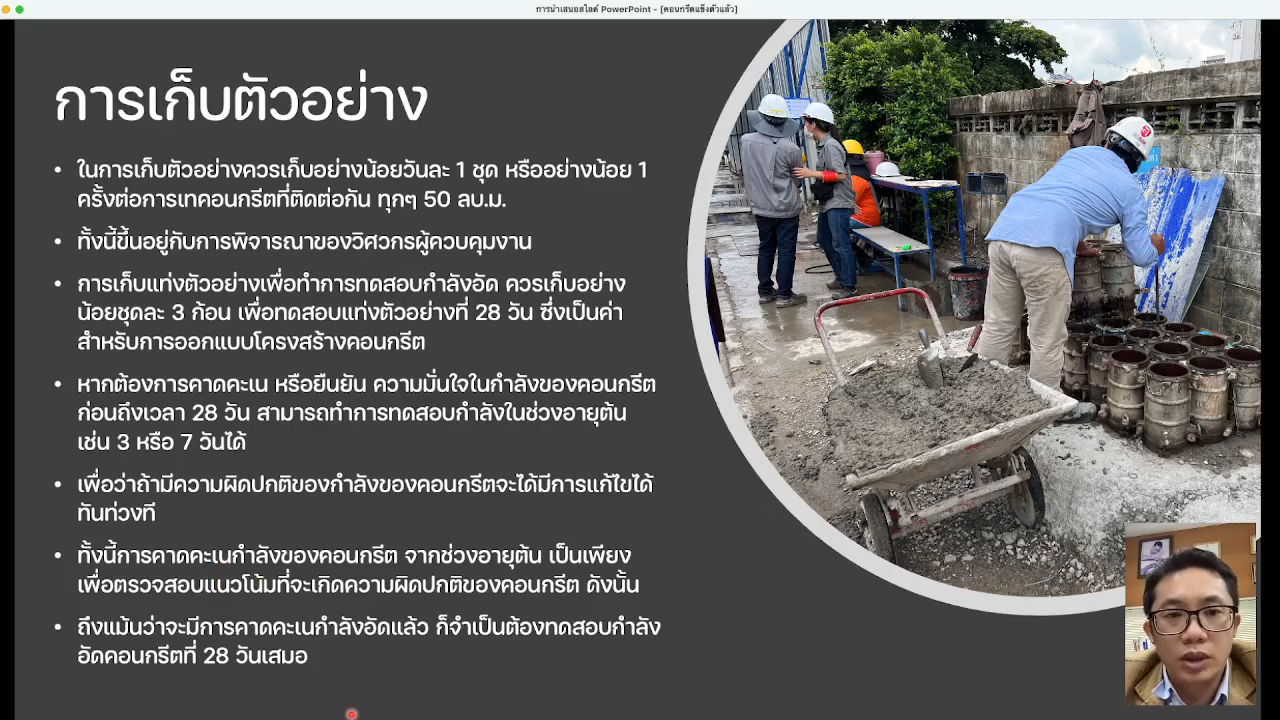 การนำเสนอสไลด์ PowerPoint - [คอนกรีตแข็งตัวแล้ว]
การเก็บตัวอย่าง
• ในการเก็บตัวอย่างควรเก็บอย่างน้อยวันละ 1 ชุด หรืออย่างน้อย 1
ครั้งต่อการเทคอนกรีตที่ติดต่อกัน ทุกๆ 50 ลบ.ม.
• ทั้งนี้ขึ้นอยู่กับการพิจารณาของวิศวกรผู้ควบคุมงาน
• การเก็บแท่งตัวอย่างเพื่อทำการทดสอบกำลังอัด ควรเก็บอย่าง
น้อยชุดละ 3 ก้อน เพื่อทดสอบแท่งตัวอย่างที่ 28 วัน ซึ่งเป็นค่า
สำหรับการออกแบบโครงสร้างคอนกรีต
• หากต้องการคาดคะเน หรือยืนยัน ความมั่นใจในกำลังของคอนกรีต
ก่อนถึงเวลา 28 วัน สามารถทำการทดสอบกำลังในช่วงอายุต้น
เช่น 3 หรือ 7 วันได้
• เพื่อว่าถ้ามีความผิดปกติของกำลังของคอนกรีตจะได้มีการแก้ไขได้
ทันท่วงที
• ทั้งนี้การคาดคะเนกำลังของคอนกรีต จากช่วงอายุต้น เป็นเพียง
เพื่อตรวจสอบแนวโน้มที่จะเกิดความผิดปกติของคอนกรีต ดังนั้น
• ถึงแม้นว่าจะมีการคาดคะเนกำลังอัดแล้ว ก็จำเป็นต้องทดสอบกำลัง
อัดคอนกรีตที่ 28 วันเสมอ